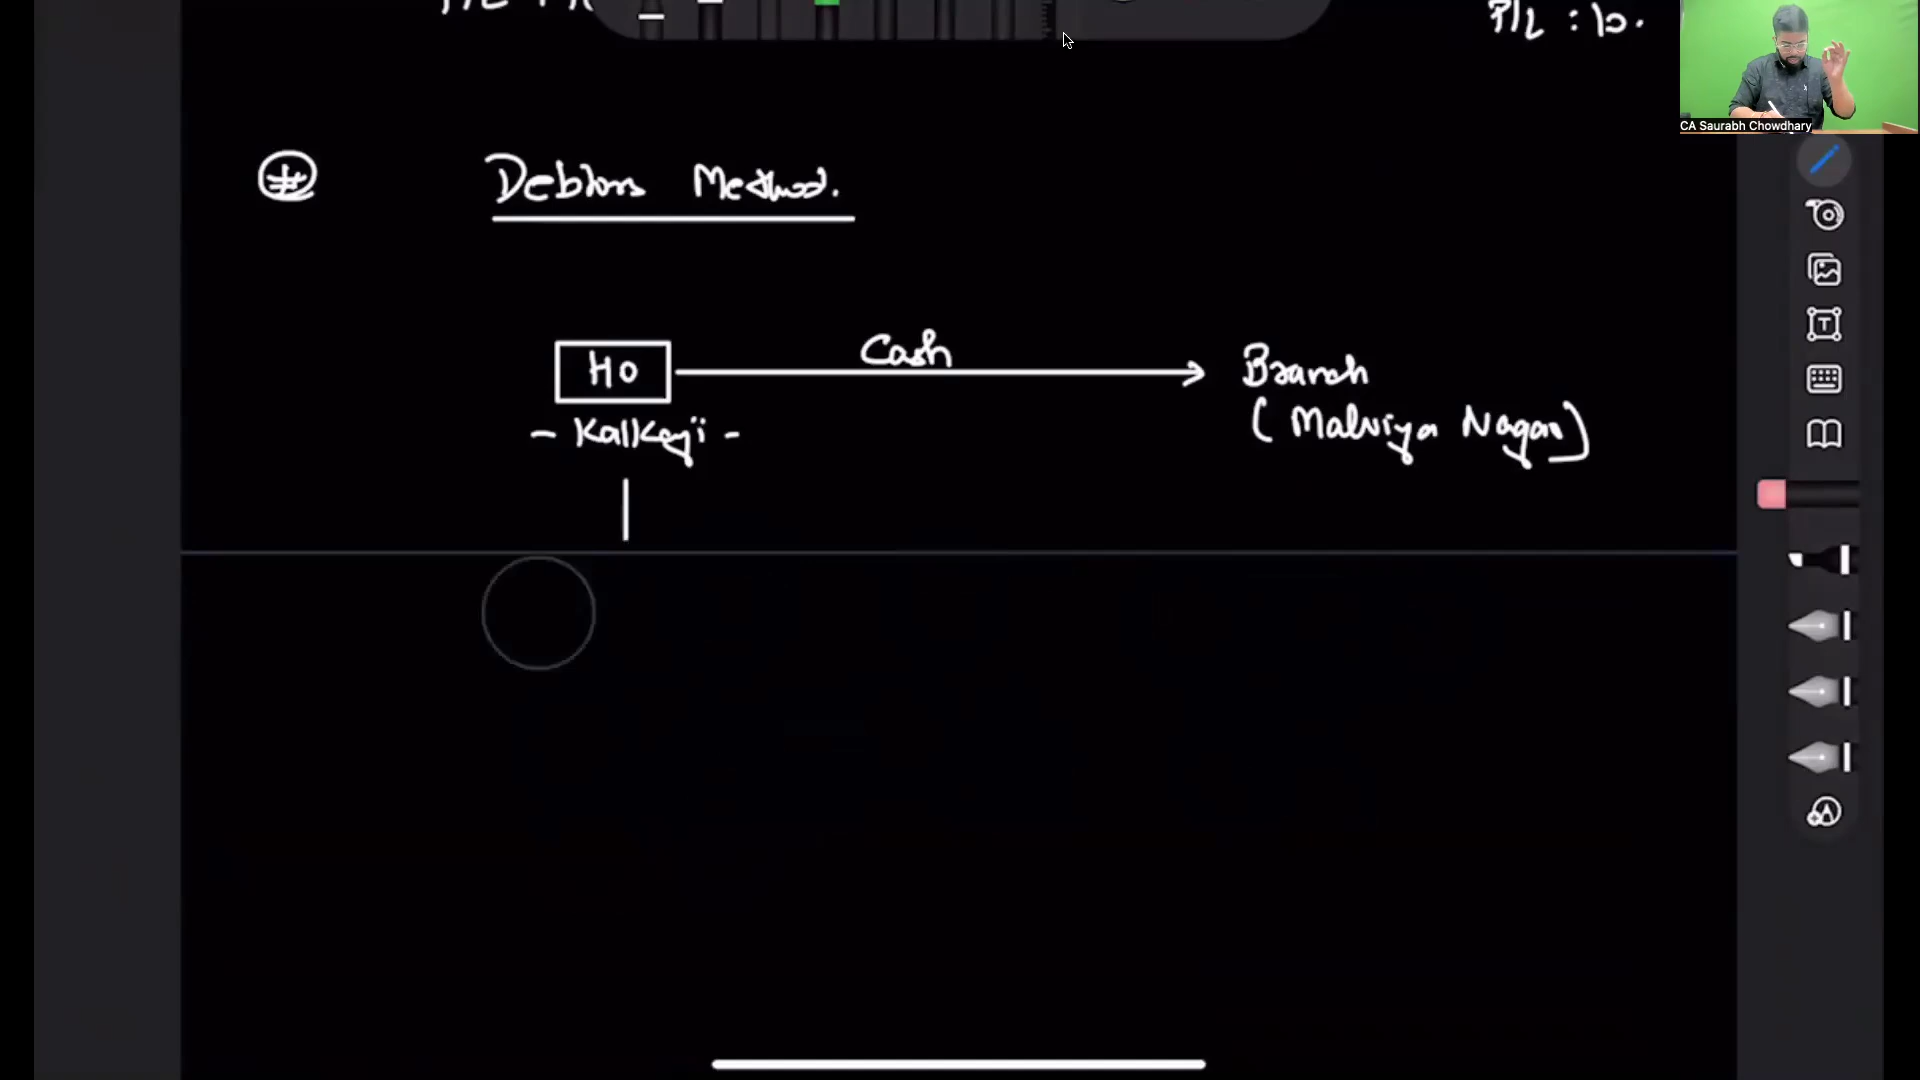 P/L : 10.
CA Saurabh Chowdhary
# Debtors Method.
HO
Cash
Branch
- Kalkaji -
(Malviya Nagar)